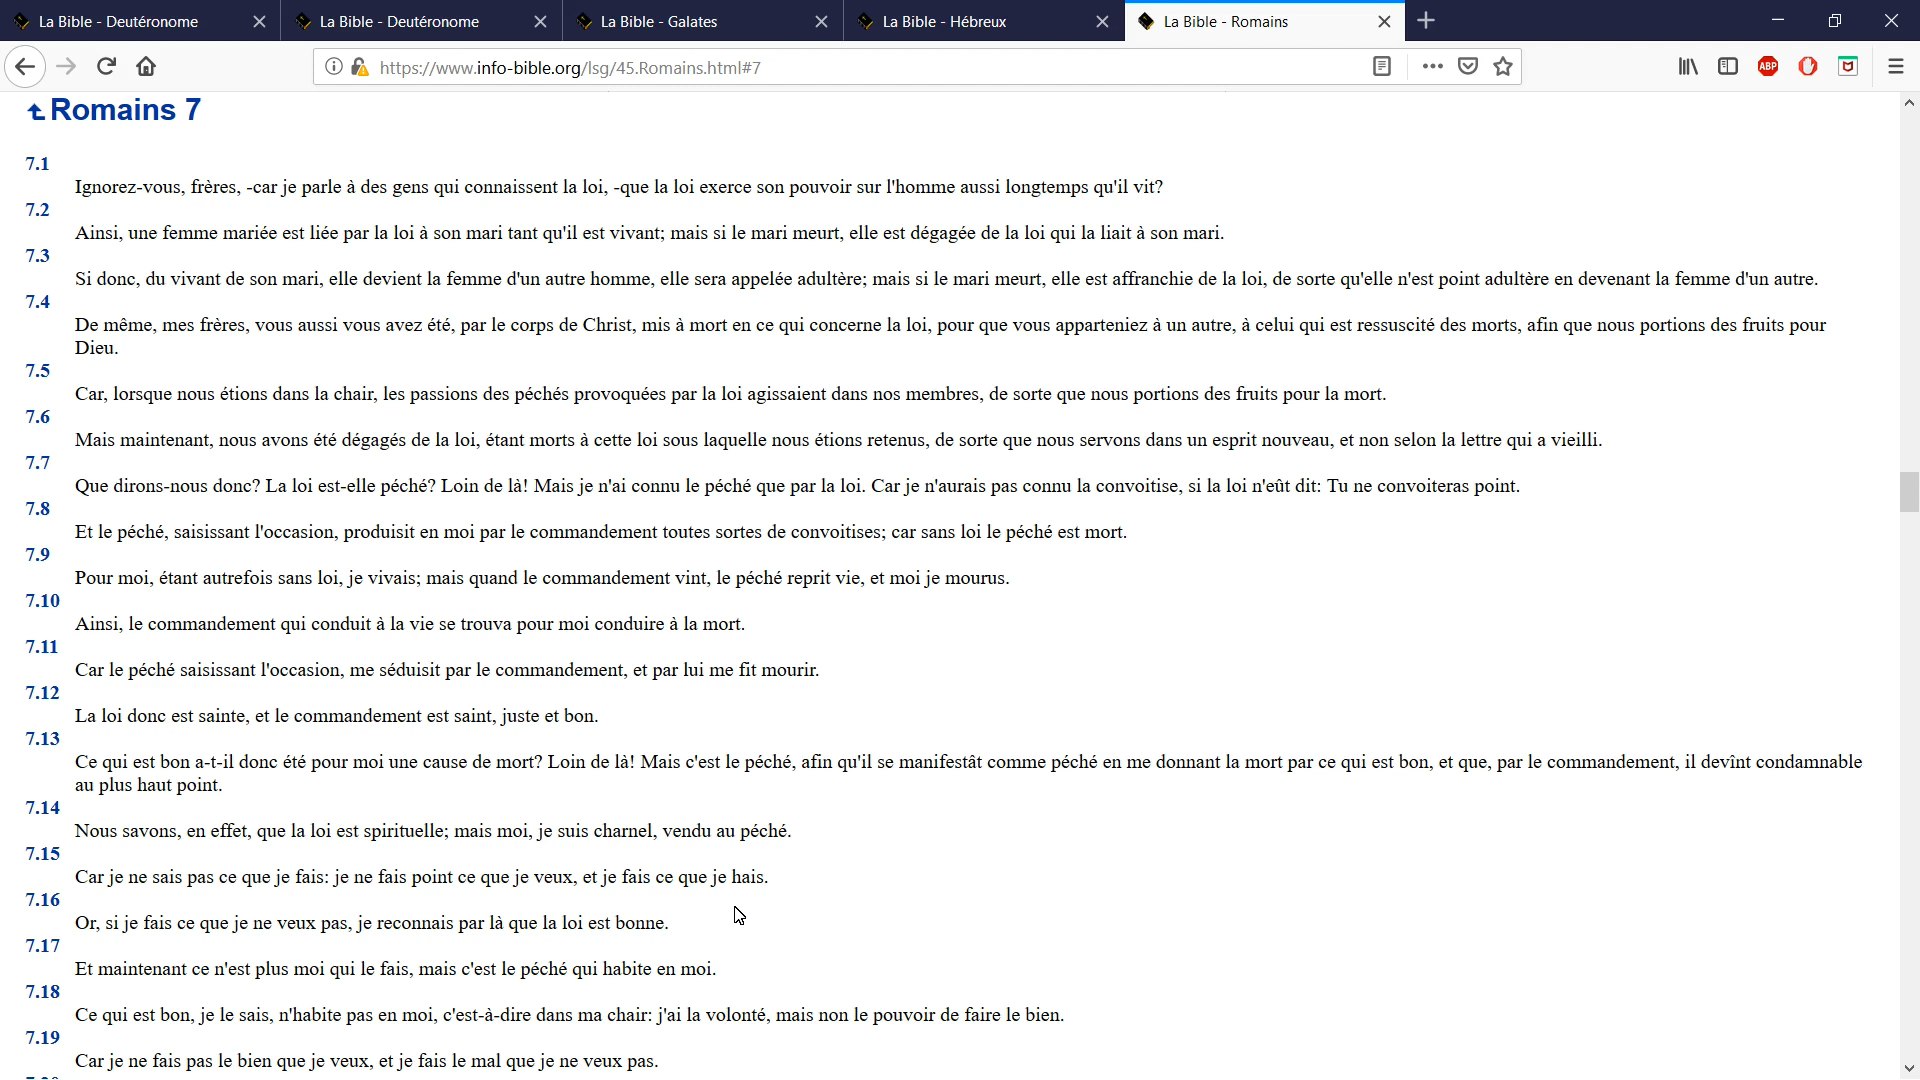 La Bible - Deutéronome
La Bible - Deutéronome
La Bible - Galates
La Bible - Hébreux
La Bible - Romains
https://www.info-bible.org/lsg/45.Romains.html#7
ABP
Romains 7
7.1
Ignorez-vous, frères, -car je parle à des gens qui connaissent la loi, -que la loi exerce son pouvoir sur l'homme aussi longtemps qu'il vit?
7.2
Ainsi, une femme mariée est liée par la loi à son mari tant qu'il est vivant; mais si le mari meurt, elle est dégagée de la loi qui la liait à son mari.
7.3
Si donc, du vivant de son mari, elle devient la femme d'un autre homme, elle sera appelée adultère; mais si le mari meurt, elle est affranchie de la loi, de sorte qu'elle n'est point adultère en devenant la femme d'un autre.
7.4
De même, mes frères, vous aussi vous avez été, par le corps de Christ, mis à mort en ce qui concerne la loi, pour que vous apparteniez à un autre, à celui qui est ressuscité des morts, afin que nous portions des fruits pour
Dieu.
7.5
Car, lorsque nous étions dans la chair, les passions des péchés provoquées par la loi agissaient dans nos membres, de sorte que nous portions des fruits pour la mort.
7.6
Mais maintenant, nous avons été dégagés de la loi, étant morts à cette loi sous laquelle nous étions retenus, de sorte que nous servons dans un esprit nouveau, et non selon la lettre qui a vieilli.
7.7
Que dirons-nous donc? La loi est-elle péché? Loin de là! Mais je n'ai connu le péché que par la loi. Car je n'aurais pas connu la convoitise, si la loi n'eût dit: Tu ne convoiteras point.
7.8
Et le péché, saisissant l'occasion, produisit en moi par le commandement toutes sortes de convoitises; car sans loi le péché est mort.
7.9
Pour moi, étant autrefois sans loi, je vivais; mais quand le commandement vint, le péché reprit vie, et moi je mourus.
7.10
Ainsi, le commandement qui conduit à la vie se trouva pour moi conduire à la mort.
7.11
Car le péché saisissant l'occasion, me séduisit par le commandement, et par lui me fit mourir.
7.12
La loi donc est sainte, et le commandement est saint, juste et bon.
7.13
Ce qui est bon a-t-il donc été pour moi une cause de mort? Loin de là! Mais c'est le péché, afin qu'il se manifestât comme péché en me donnant la mort par ce qui est bon, et que, par le commandement, il devînt condamnable
au plus haut point.
7.14
Nous savons, en effet, que la loi est spirituelle; mais moi, je suis charnel, vendu au péché.
7.15
Car je ne sais pas ce que je fais: je ne fais point ce que je veux, et je fais ce que je hais.
7.16
Or, si je fais ce que je ne veux pas, je reconnais par là que la loi est bonne.
7.17
Et maintenant ce n'est plus moi qui le fais, mais c'est le péché qui habite en moi.
7.18
Ce qui est bon, je le sais, n'habite pas en moi, c'est-à-dire dans ma chair: j'ai la volonté, mais non le pouvoir de faire le bien.
7.19
Car je ne fais pas le bien que je veux, et je fais le mal que je ne veux pas.